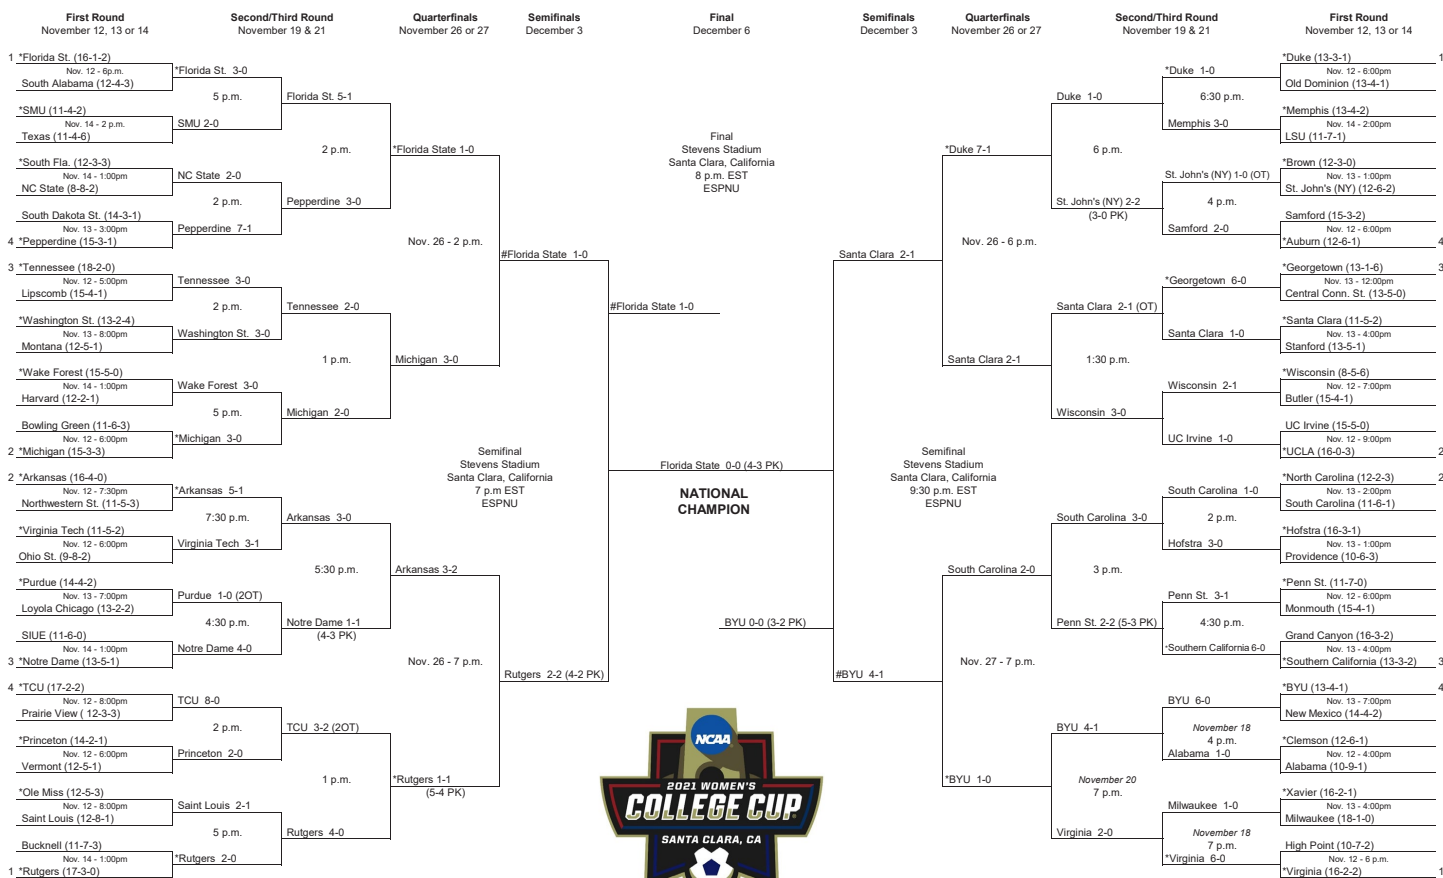 First Round
November 12, 13 or 14
Second/Third Round
November 19 & 21
Quarterfinals
November 26 or 27
Semifinals
December 3
Final
December 6
Semifinals
December 3
Quarterfinals
November 26 or 27
Second/Third Round
November 19 & 21
First Round
November 12, 13 or 14
1 *Florida St. (16-1-2)
Nov. 12 - 6p.m.
South Alabama (12-4-3)
*SMU (11-4-2)
Nov. 14 - 2 p.m.
Texas (11-4-6)
*South Fla. (12-3-3)
Nov. 14 - 1:00pm
NC State (8-8-2)
South Dakota St. (14-3-1)
Nov. 13 - 3:00pm
4 *Pepperdine (15-3-1)
3 *Tennessee (18-2-0)
Nov. 12 - 5:00pm
Lipscomb (15-4-1)
*Washington St. (13-2-4)
Nov. 13 - 8:00pm
Montana (12-5-1)
*Wake Forest (15-5-0)
Nov. 14 - 1:00pm
Harvard (12-2-1)
Bowling Green (11-6-3)
Nov. 12 - 6:00pm
2 *Michigan (15-3-3)
2 *Arkansas (16-4-0)
Nov. 12 - 7:30pm
Northwestern St. (11-5-3)
*Virginia Tech (11-5-2)
Nov. 12 - 6:00pm
Ohio St. (9-8-2)
*Purdue (14-4-2)
Nov. 13 - 7:00pm
Loyola Chicago (13-2-2)
SIUE (11-6-0)
Nov. 14 - 1:00pm
3 *Notre Dame (13-5-1)
4 *TCU (17-2-2)
Nov. 12 - 8:00pm
Prairie View ( 12-3-3)
*Princeton (14-2-1)
Nov. 12 - 6:00pm
Vermont (12-5-1)
*Ole Miss (12-5-3)
Nov. 12 - 8:00pm
Saint Louis (12-8-1)
Bucknell (11-7-3)
Nov. 14 - 1:00pm
1 *Rutgers (17-3-0)
*Florida St. 3-0
5 p.m.
SMU 2-0
NC State 2-0
2 p.m.
Pepperdine 7-1
Tennessee 3-0
2 p.m.
Washington St. 3-0
Wake Forest 3-0
5 p.m.
*Michigan 3-0
*Arkansas 5-1
7:30 p.m.
Virginia Tech 3-1
Purdue 1-0 (2OT)
4:30 p.m.
Notre Dame 4-0
TCU 8-0
2 p.m.
Princeton 2-0
Saint Louis 2-1
5 p.m.
*Rutgers 2-0
Florida St. 5-1
2 p.m.
Pepperdine 3-0
Tennessee 2-0
1 p.m.
Michigan 2-0
Arkansas 3-0
5:30 p.m.
Notre Dame 1-1
(4-3 PK)
TCU 3-2 (2OT)
1 p.m.
Rutgers 4-0
*Florida State 1-0
Nov. 26 - 2 p.m.
Michigan 3-0
Arkansas 3-2
Nov. 26 - 7 p.m.
*Rutgers 1-1
(5-4 PK)
#Florida State 1-0
Semifinal
Stevens Stadium
Santa Clara, California
7 p.m EST
ESPNU
Rutgers 2-2 (4-2 PK)
Final
Stevens Stadium
Santa Clara, California
8 p.m. EST
ESPNU
#Florida State 1-0
Florida State 0-0 (4-3 PK)
NATIONAL
CHAMPION
BYU 0-0 (3-2 PK)
NCAA
2021 WOMEN'S
COLLEGE CUP
SANTA CLARA, CA
Santa Clara 2-1
Semifinal
Stevens Stadium
Santa Clara, California
9:30 p.m. EST
ESPNU
#BYU 4-1
*Duke 7-1
Nov. 26 - 6 p.m.
Santa Clara 2-1
South Carolina 2-0
Nov. 27 - 7 p.m.
*BYU 1-0
Duke 1-0
6 p.m.
St. John's (NY) 2-2
(3-0 PK)
Santa Clara 2-1 (OT)
1:30 p.m.
Wisconsin 3-0
South Carolina 3-0
3 p.m.
Penn St. 2-2 (5-3 PK)
BYU 4-1
November 20
7 p.m.
Virginia 2-0
*Duke 1-0
6:30 p.m.
Memphis 3-0
St. John's (NY) 1-0 (OT)
4 p.m.
Samford 2-0
*Georgetown 6-0
Santa Clara 1-0
Wisconsin 2-1
UC Irvine 1-0
South Carolina 1-0
2 p.m.
Hofstra 3-0
Penn St. 3-1
4:30 p.m.
*Southern California 6-0
BYU 6-0
November 18
4 p.m.
Alabama 1-0
Milwaukee 1-0
November 18
7 p.m.
*Virginia 6-0
*Duke (13-3-1) 1
Nov. 12 - 6:00pm
Old Dominion (13-4-1)
*Memphis (13-4-2)
Nov. 14 - 2:00pm
LSU (11-7-1)
*Brown (12-3-0)
Nov. 13 - 1:00pm
St. John's (NY) (12-6-2)
Samford (15-3-2)
Nov. 12 - 6:00pm
*Auburn (12-6-1) 4
*Georgetown (13-1-6) 3
Nov. 13 - 12:00pm
Central Conn. St. (13-5-0)
*Santa Clara (11-5-2)
Nov. 13 - 4:00pm
Stanford (13-5-1)
*Wisconsin (8-5-6)
Nov. 12 - 7:00pm
Butler (15-4-1)
UC Irvine (15-5-0)
Nov. 12 - 9:00pm
*UCLA (16-0-3) 2
*North Carolina (12-2-3) 2
Nov. 13 - 2:00pm
South Carolina (11-6-1)
*Hofstra (16-3-1)
Nov. 13 - 1:00pm
Providence (10-6-3)
*Penn St. (11-7-0)
Nov. 12 - 6:00pm
Monmouth (15-4-1)
Grand Canyon (16-3-2)
Nov. 13 - 4:00pm
*Southern California (13-3-2) 3
*BYU (13-4-1) 4
Nov. 13 - 7:00pm
New Mexico (14-4-2)
*Clemson (12-6-1)
Nov. 12 - 4:00pm
Alabama (10-9-1)
*Xavier (16-2-1)
Nov. 13 - 4:00pm
Milwaukee (18-1-0)
High Point (10-7-2)
Nov. 12 - 6 p.m.
*Virginia (16-2-2) 1